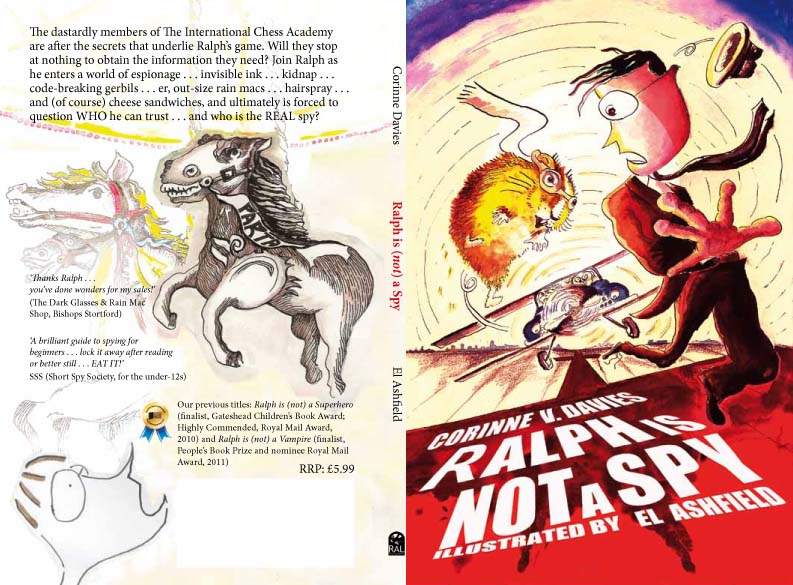 The dastardly members of The International Chess Academy
are after the secrets that underlie Ralph's game. Will they stop
at nothing to obtain the information they need? Join Ralph as
he enters a world of espionage . . . invisible ink . . . kidnap . . .
code-breaking gerbils . . . er, out-size rain macs . . . hairspray . . .
and (of course) cheese sandwiches, and ultimately is forced to
question WHO he can trust . . . and who is the REAL spy?
'Thanks Ralph . . .
you've done wonders for my sales!'
(The Dark Glasses & Rain Mac
Shop, Bishops Stortford)
'A brilliant guide to spying for
beginners . . . lock it away after reading
or better still . . . EAT IT!'
SSS (Short Spy Society, for the under-12s)
Our previous titles: Ralph is (not) a Superhero
(finalist, Gateshead Children's Book Award;
Highly Commended, Royal Mail Award,
2010) and Ralph is (not) a Vampire (finalist,
People's Book Prize and nominee Royal Mail
Award, 2011)
RRP: £5.99
Corinne Davies
Ralph is (not) a Spy
El Ashfield
RAL
CORINNE V. DAVIES
RALPH IS
NOT A SPY
ILLUSTRATED BY EL ASHFIELD